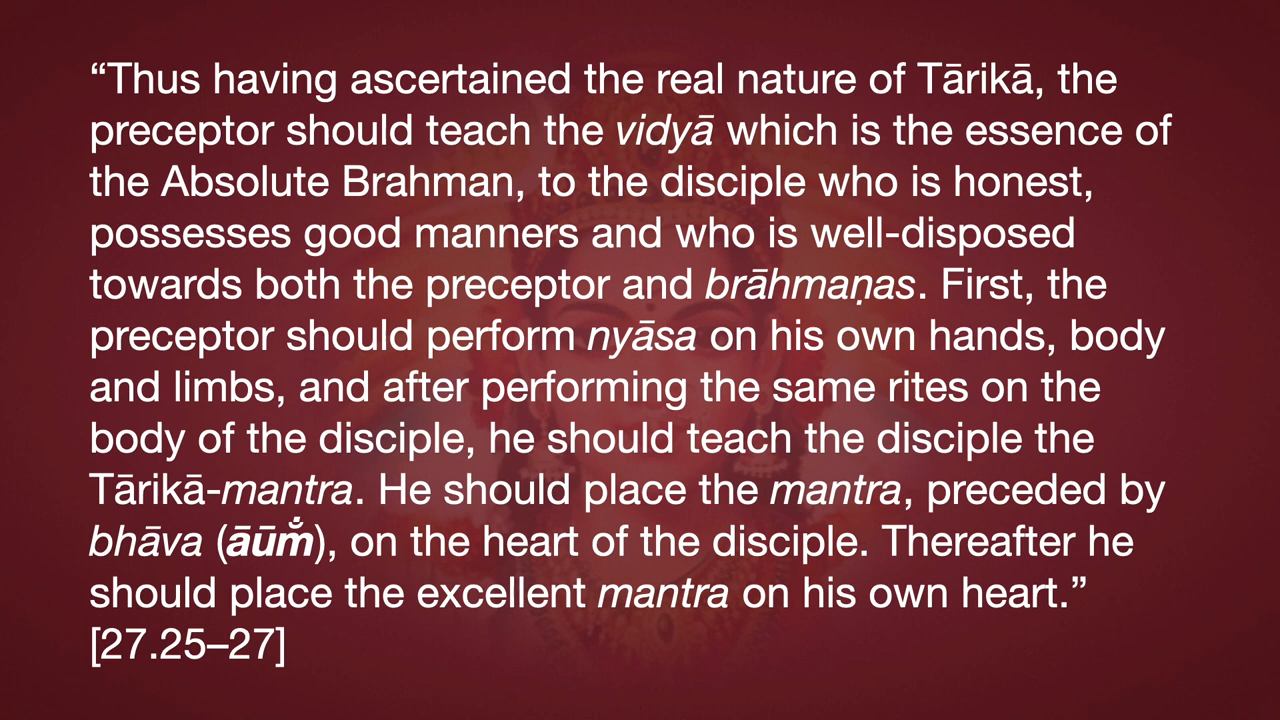 “Thus having ascertained the real nature of Tārikā, the
preceptor should teach the vidyā which is the essence of
the Absolute Brahman, to the disciple who is honest,
possesses good manners and who is well-disposed
towards both the preceptor and brāhmaṇas. First, the
preceptor should perform nyāsa on his own hands, body
and limbs, and after performing the same rites on the
body of the disciple, he should teach the disciple the
Tārikā-mantra. He should place the mantra, preceded by
bhāva (āūm̐), on the heart of the disciple. Thereafter he
should place the excellent mantra on his own heart.”
[27.25–27]